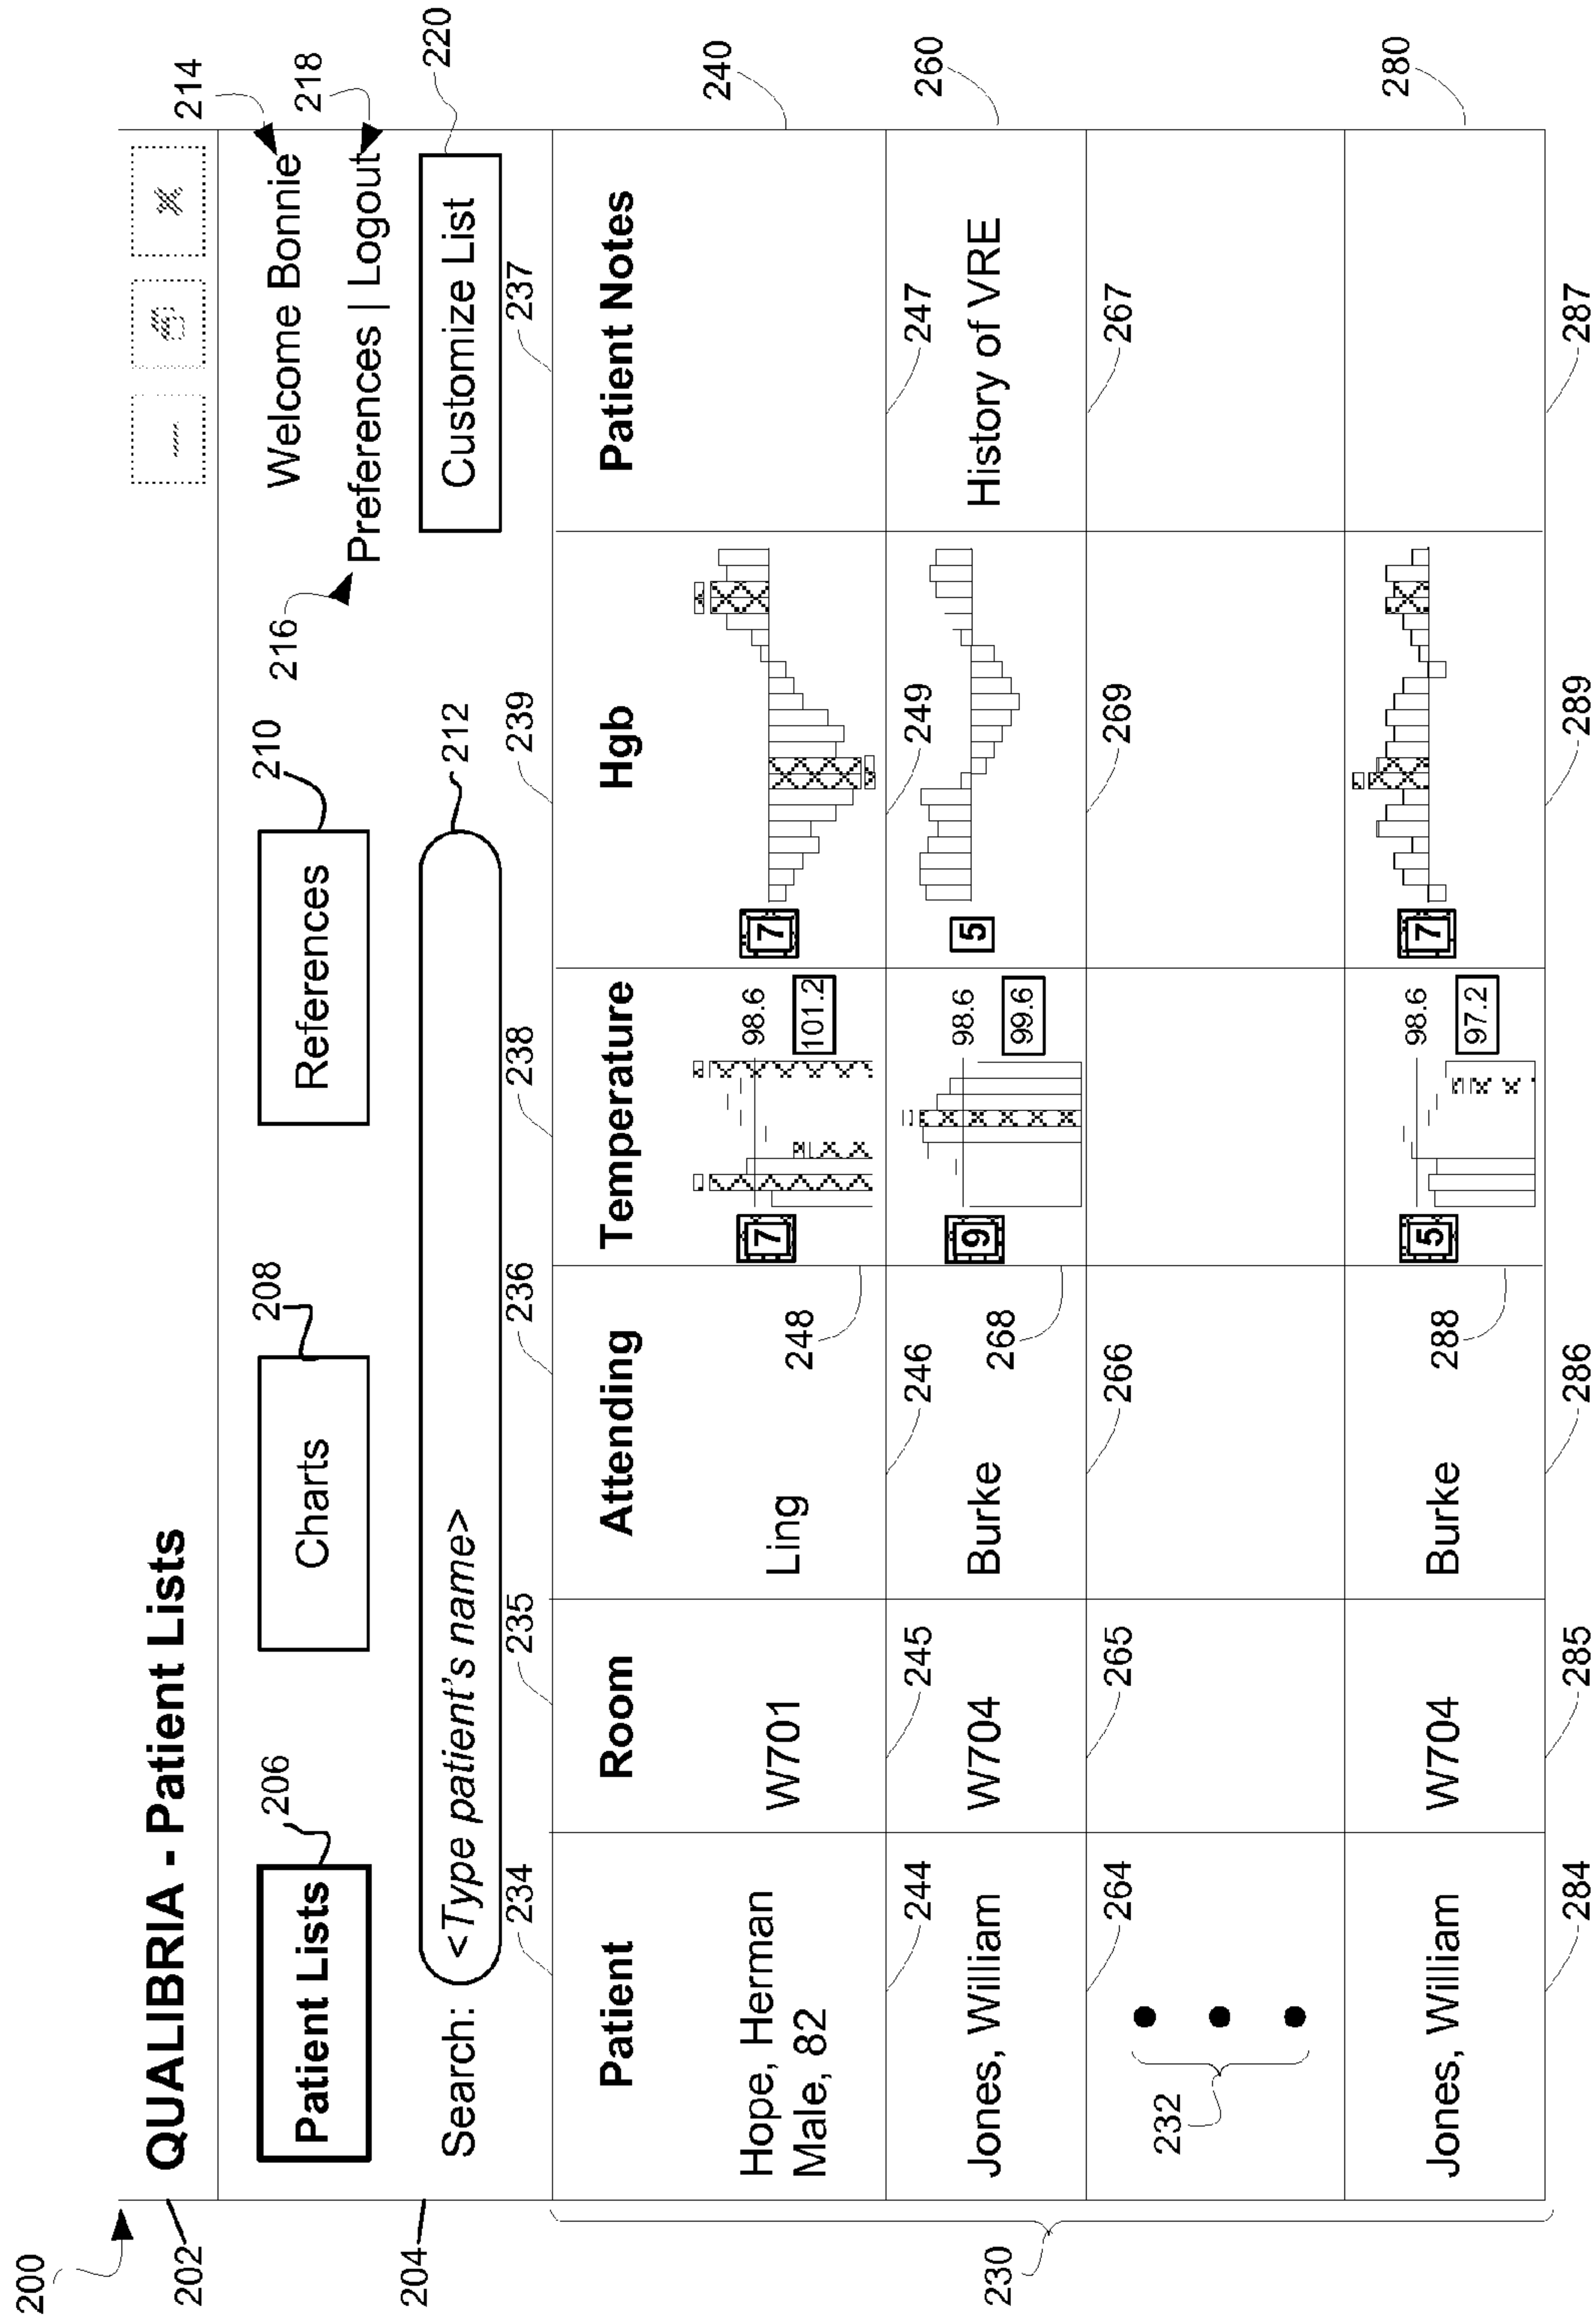 200
202
QUALIBRIA - Patient Lists
204
Patient Lists
206
Charts
208
References
210
Welcome Bonnie
214
216
Preferences | Logout
218
Search:
<Type patient's name>
212
Customize List
220
234
235
236
238
239
237
Patient
Room
Attending
Temperature
Hgb
Patient Notes
240
Hope, Herman
Male, 82
W701
Ling
7
98.6
101.2
7
248
244
245
246
249
247
Jones, William
W704
Burke
9
98.6
99.6
5
History of VRE
260
268
264
265
266
269
267
230
232
Jones, William
W704
Burke
5
98.6
97.2
7
280
288
284
285
286
289
287